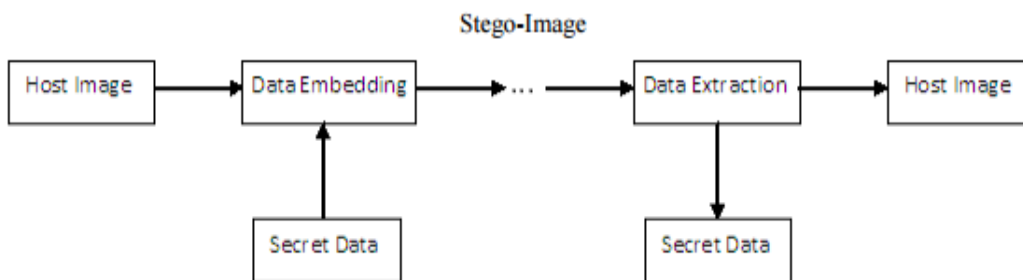 Stego-Image
Host Image
Data Embedding
...
Data Extraction
Host Image
Secret Data
Secret Data